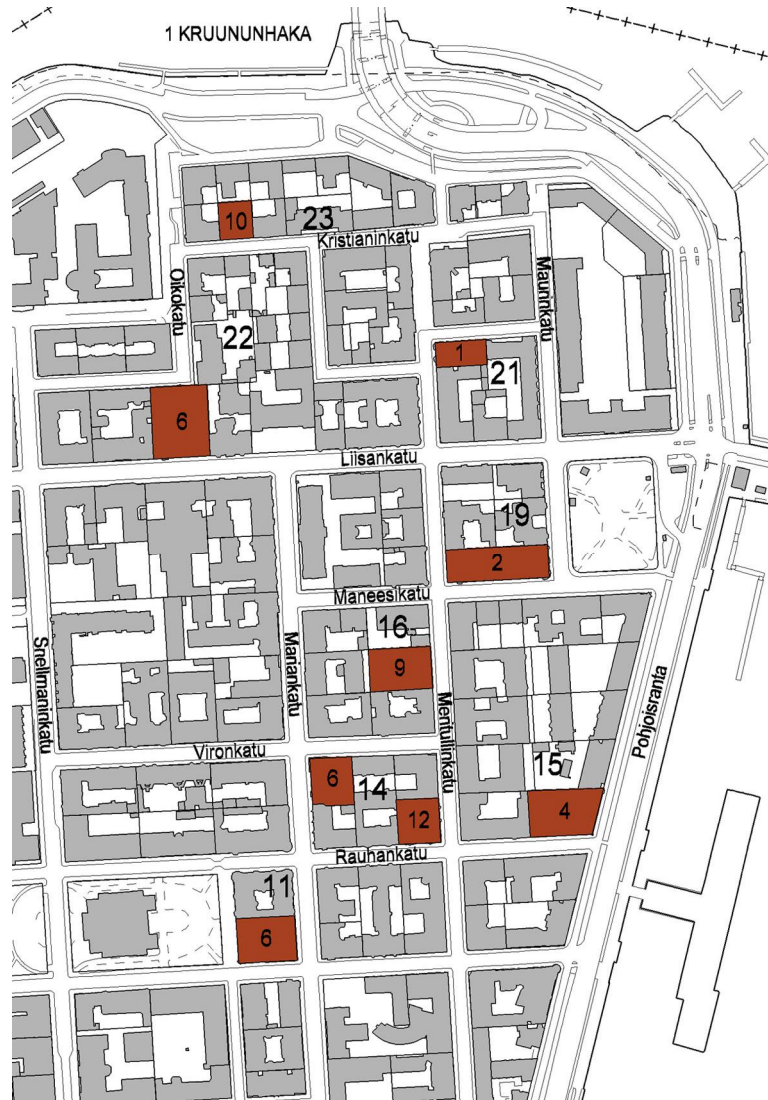 1 KRUUNUNHAKA
10
23
Kristianinkatu
Oikokatu
Maurinkatu
22
1
21
6
Liisankatu
19
2
Maneesikatu
16
9
Snellmaninkatu
Mariankatu
Meritullinkatu
Pohjoisranta
Vironkatu
15
6
14
12
4
Rauhankatu
11
6